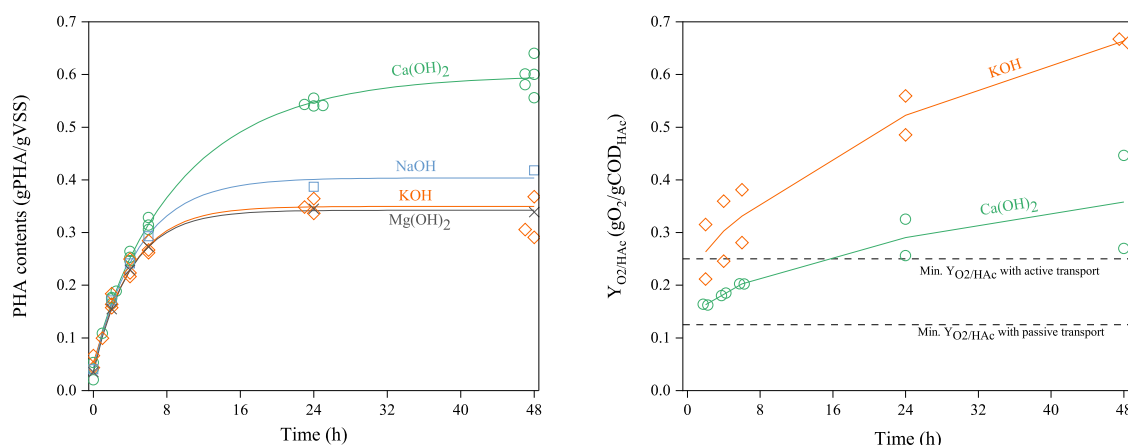 0.7
0.6
0.5
0.4
0.3
0.2
0.1
0.0
PHA contents (gPHA/gVSS)
Ca(OH)2
NaOH
KOH
Mg(OH)2
0 8 16 24 32 40 48
Time (h)
0.7
0.6
0.5
0.4
0.3
0.2
0.1
0.0
YO2/HAc (gO2/gCODHAc)
KOH
Ca(OH)2
Min. YO2/HAc with active transport
Min. YO2/HAc with passive transport
0 8 16 24 32 40 48
Time (h)